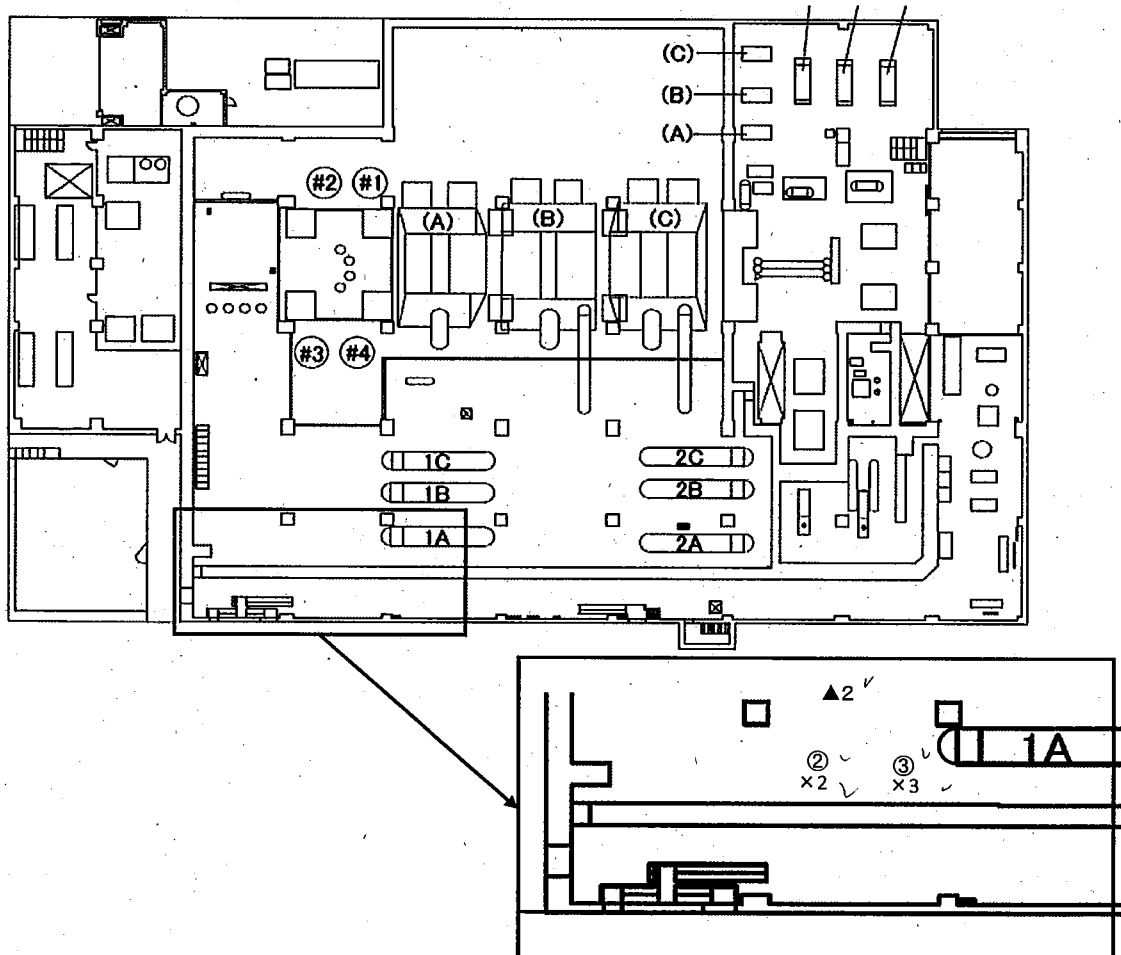 (C)
(B)
(A)
#2 #1
(A) (B) (C)
#3 #4
1C 2C
1B 2B
1A 2A
▲2
② ③
×2 ×3
1A